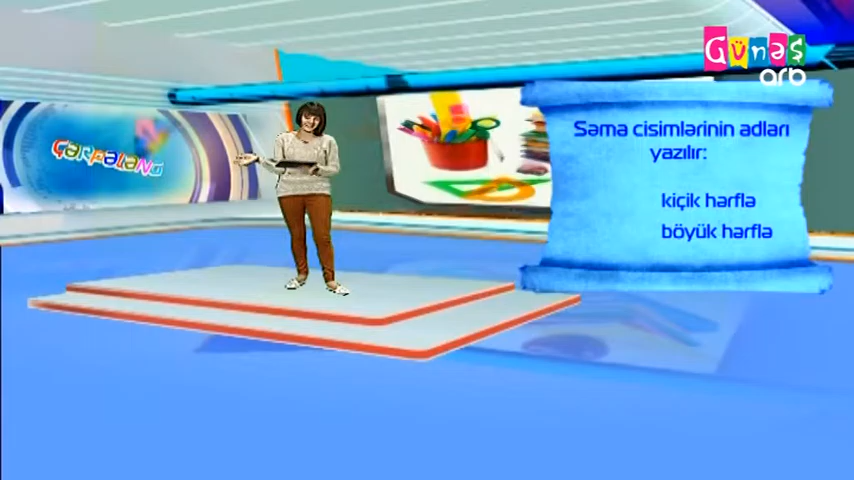 Günəş
arb
Səma cisimlərinin adları
yazılır:
kiçik hərflə
böyük hərflə
Çərpələng